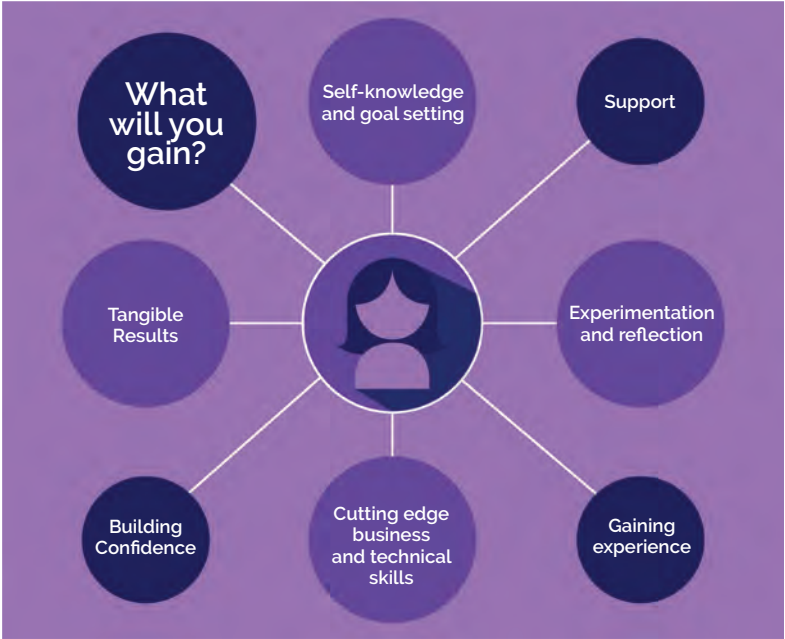 What
will you
gain?
Self-knowledge
and goal setting
Support
Tangible
Results
Experimentation
and reflection
Building
Confidence
Cutting edge
business
and technical
skills
Gaining
experience